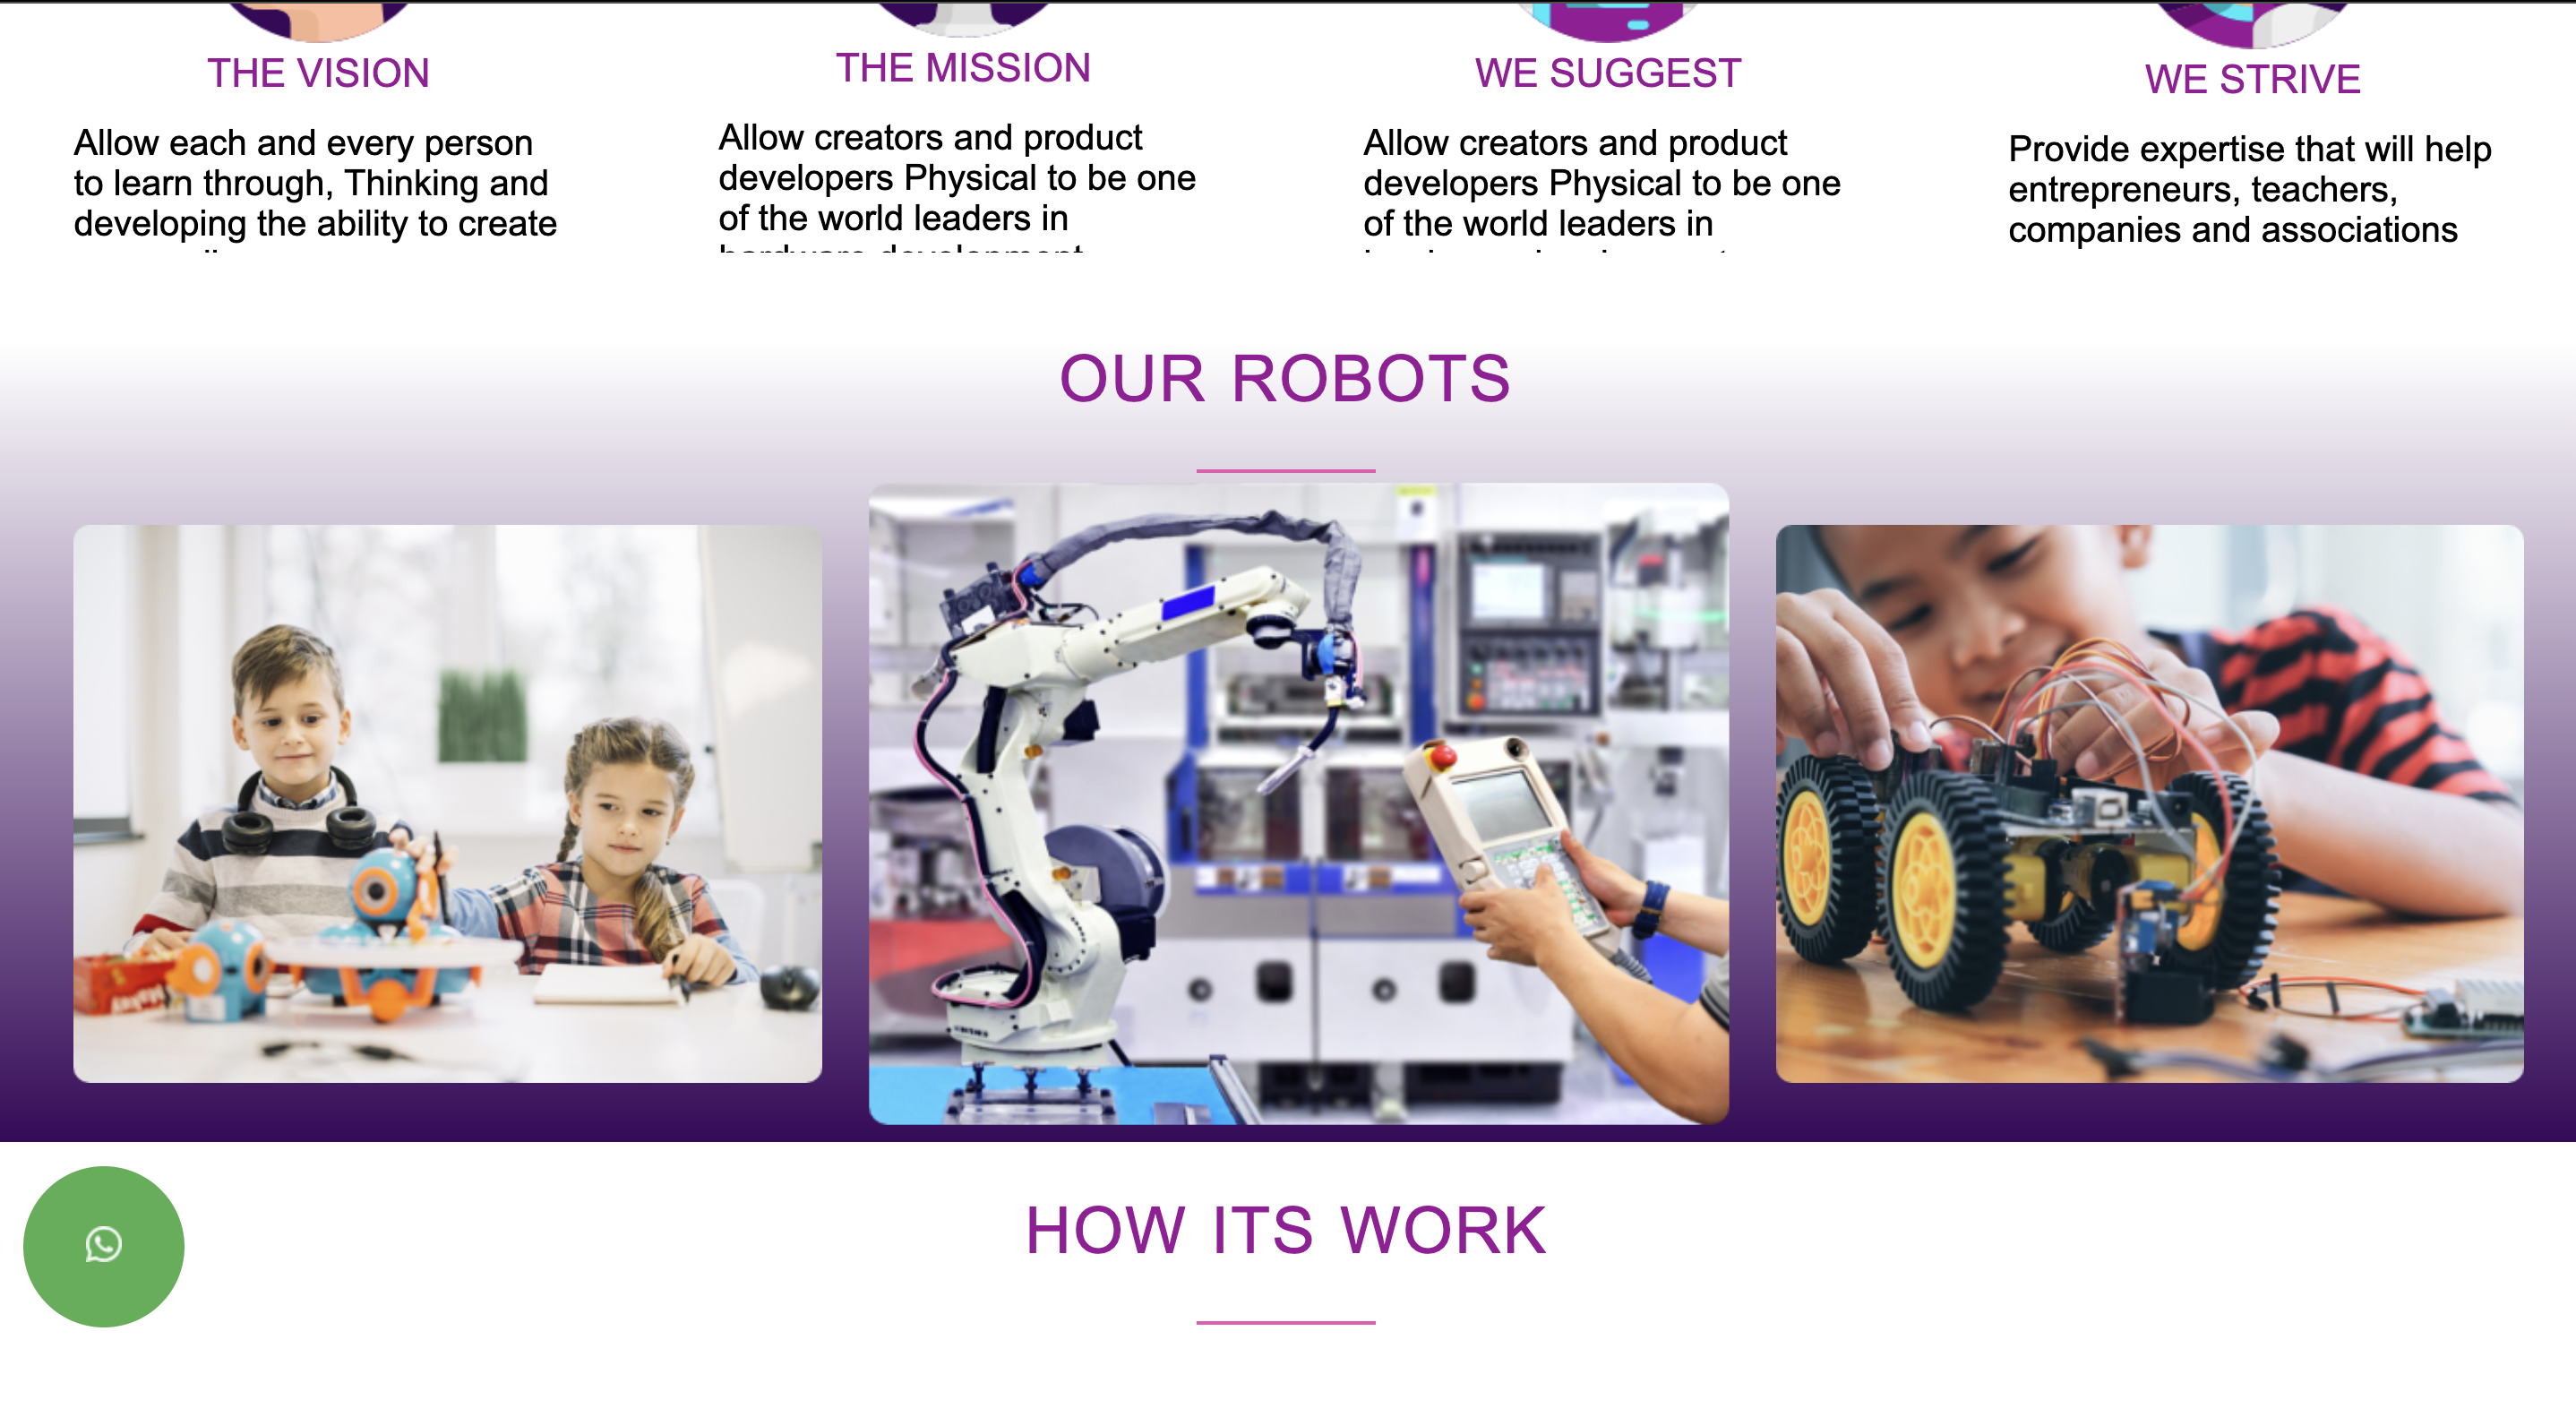 THE VISION
Allow each and every person
to learn through, Thinking and
developing the ability to create
THE MISSION
Allow creators and product
developers Physical to be one
of the world leaders in
hardware development
WE SUGGEST
Allow creators and product
developers Physical to be one
of the world leaders in
WE STRIVE
Provide expertise that will help
entrepreneurs, teachers,
companies and associations
OUR ROBOTS
HOW ITS WORK